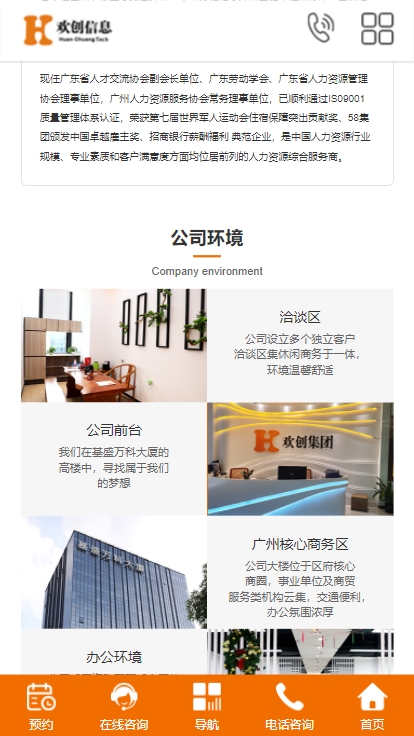 欢创信息
Huan Chuang Tech
现任广东省人才交流协会副会长单位、广东劳动学会、广东省人力资源管理
协会理事单位，广州人力资源服务协会常务理事单位，已顺利通过IS09001
质量管理体系认证，荣获第七届世界军人运动会住宿保障突出贡献奖、58集
团颁发中国卓越雇主奖、招商银行薪酬福利 典范企业，是中国人力资源行业
规模、专业素质和客户满意度方面均位居前列的人力资源综合服务商。
公司环境
Company environment
洽谈区
公司设立多个独立客户
洽谈区集休闲商务于一体，
环境温馨舒适
公司前台
我们在基盛万科大厦的
高楼中，寻找属于我们
的梦想
欢创集团
基盛万科大厦
广州核心商务区
公司大楼位于区府核心
商圈，事业单位及商贸
服务类机构云集，交通便利，
办公氛围浓厚
办公环境
预约
在线咨询
导航
电话咨询
首页